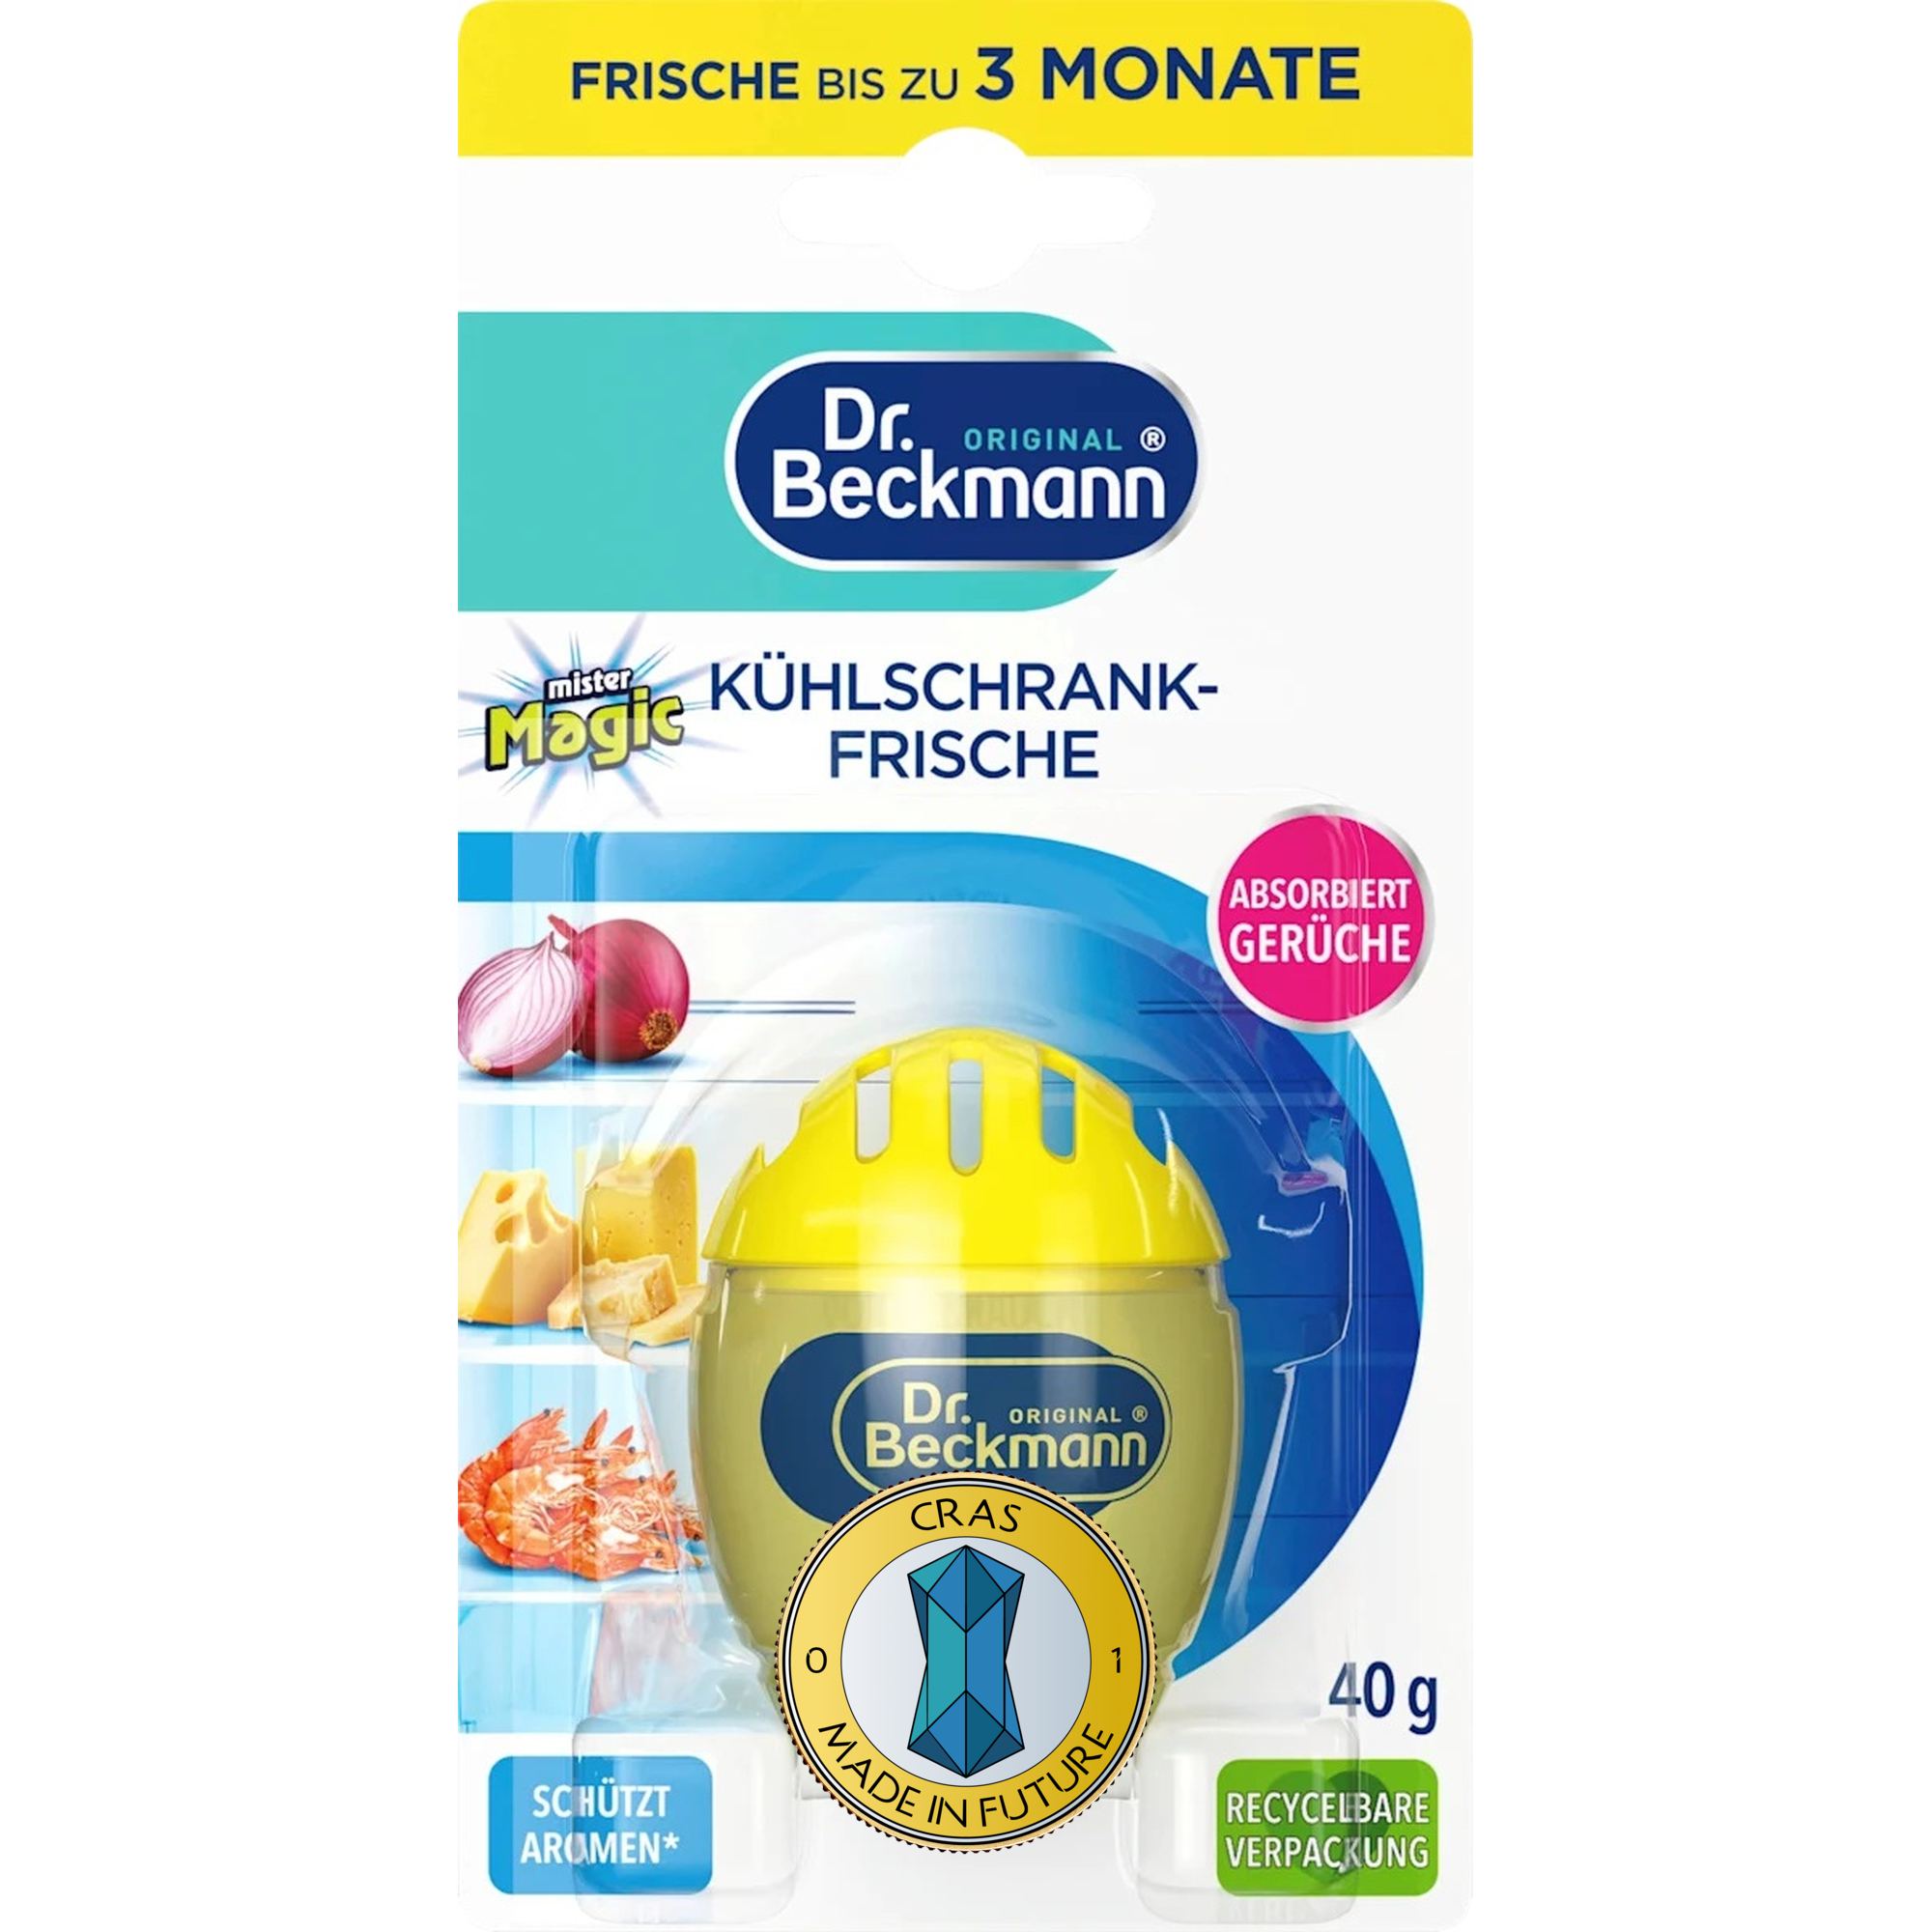 FRISCHE BIS ZU 3 MONATE
Dr.
ORIGINAL ®
Beckmann
mister
Magic
KÜHLSCHRANK-
FRISCHE
ABSORBIERT
GERÜCHE
Dr.
ORIGINAL ®
Beckmann
CRAS
0 1
MADE IN FUTURE
40 g
SCHÜTZT
AROMEN*
RECYCELBARE
VERPACKUNG